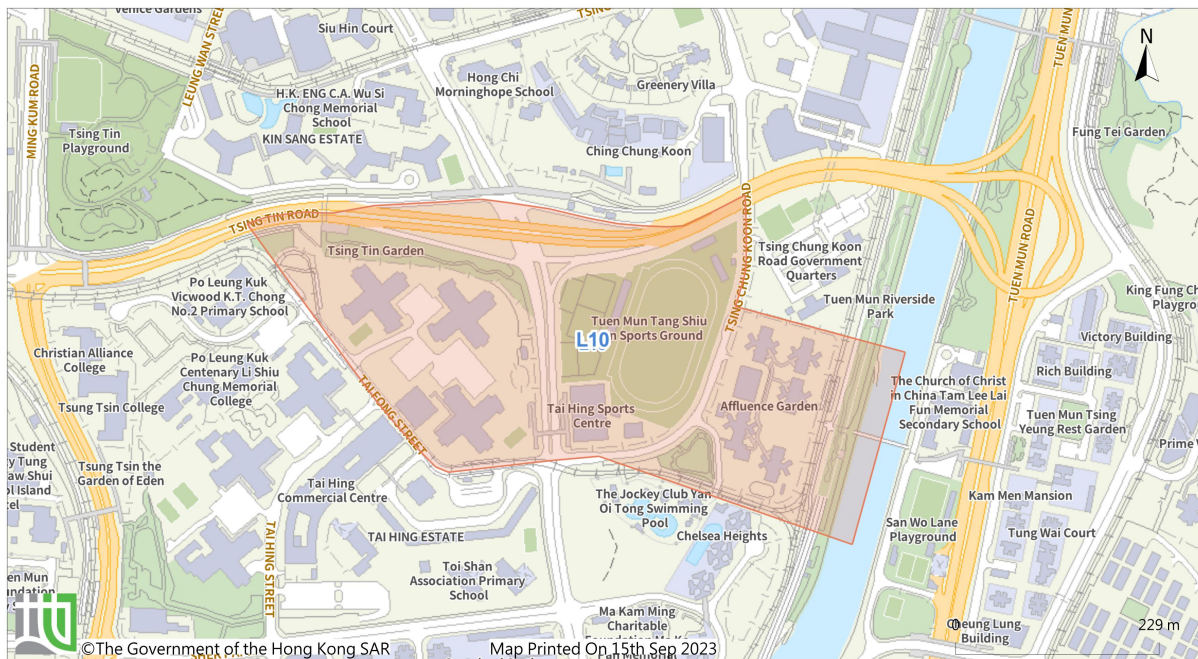 Venice Gardens
Siu Hin Court
TUEN MUN
LEUNG WAN STREET
N
MING KUM ROAD
Hong Chi
Morninghope School
Greenery Villa
H.K. ENG C.A. Wu Si
Chong Memorial
School
KIN SANG ESTATE
Tsing Tin
Playground
Fung Tei Garden
Ching Chung Koon
TSING TIN ROAD
TSING CHUNG KOON ROAD
TUEN MUN ROAD
Tsing Tin Garden
Tsing Chung Koon
Road Government
Quarters
Po Leung Kuk
Vicwood K.T. Chong
No.2 Primary School
Tuen Mun Riverside
Park
King Fung
Tuen Mun Tang Shiu
Sports Ground
L10
Victory Building
Christian Alliance
College
Po Leung Kuk
Centenary Li Shiu
Chung Memorial
College
Rich Building
The Church of Christ
in China Tam Lee Lai
Fun Memorial
Secondary School
TAI FONG STREET
Tsung Tsin College
Tai Hing Sports
Centre
Affluence Garden
Tuen Mun Tsing
Yeung Rest Garden
Student
Tsung Tsin the
Garden of Eden
Tai Hing
Commercial Centre
The Jockey Club Yan
Oi Tong Swimming
Pool
Kam Men Mansion
San Wo Lane
Playground
Tung Wai Court
TAI HING STREET
TAI HING ESTATE
Chelsea Heights
Toi Shan
Association Primary
School
Ma Kam Ming
Charitable
0
229 m
Cheung Lung
Building
©The Government of the Hong Kong SAR
Map Printed On 15th Sep 2023